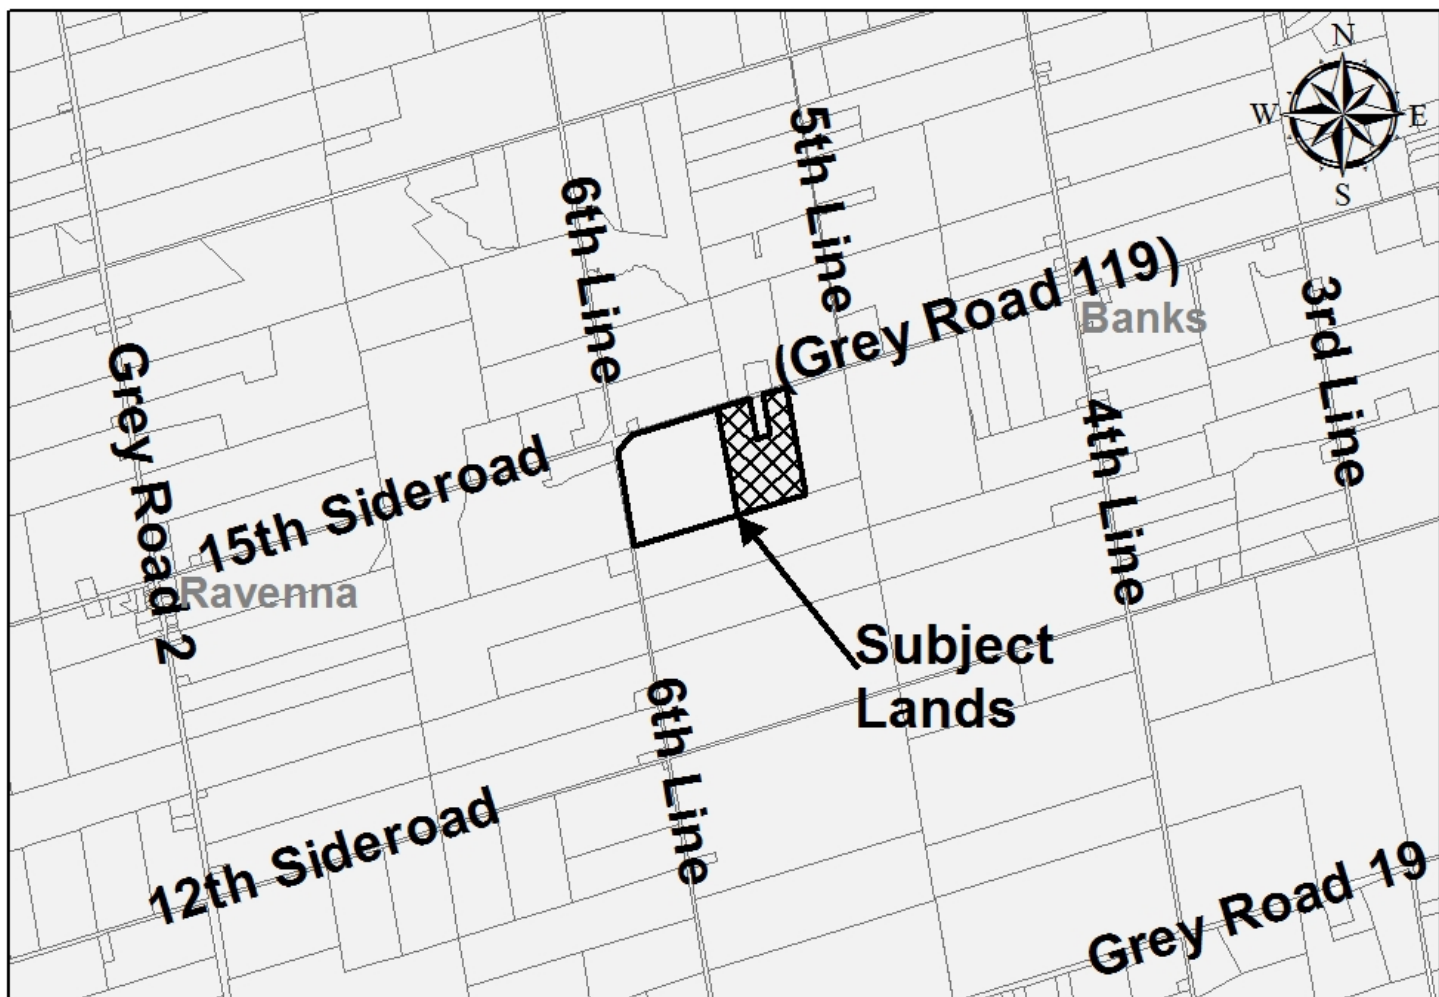 N
W
E
S
5th Line
6th Line
(Grey Road 119)
Banks
3rd Line
Grey Road 2
15th Sideroad
4th Line
Ravenna
Subject
Lands
6th Line
12th Sideroad
Grey Road 19